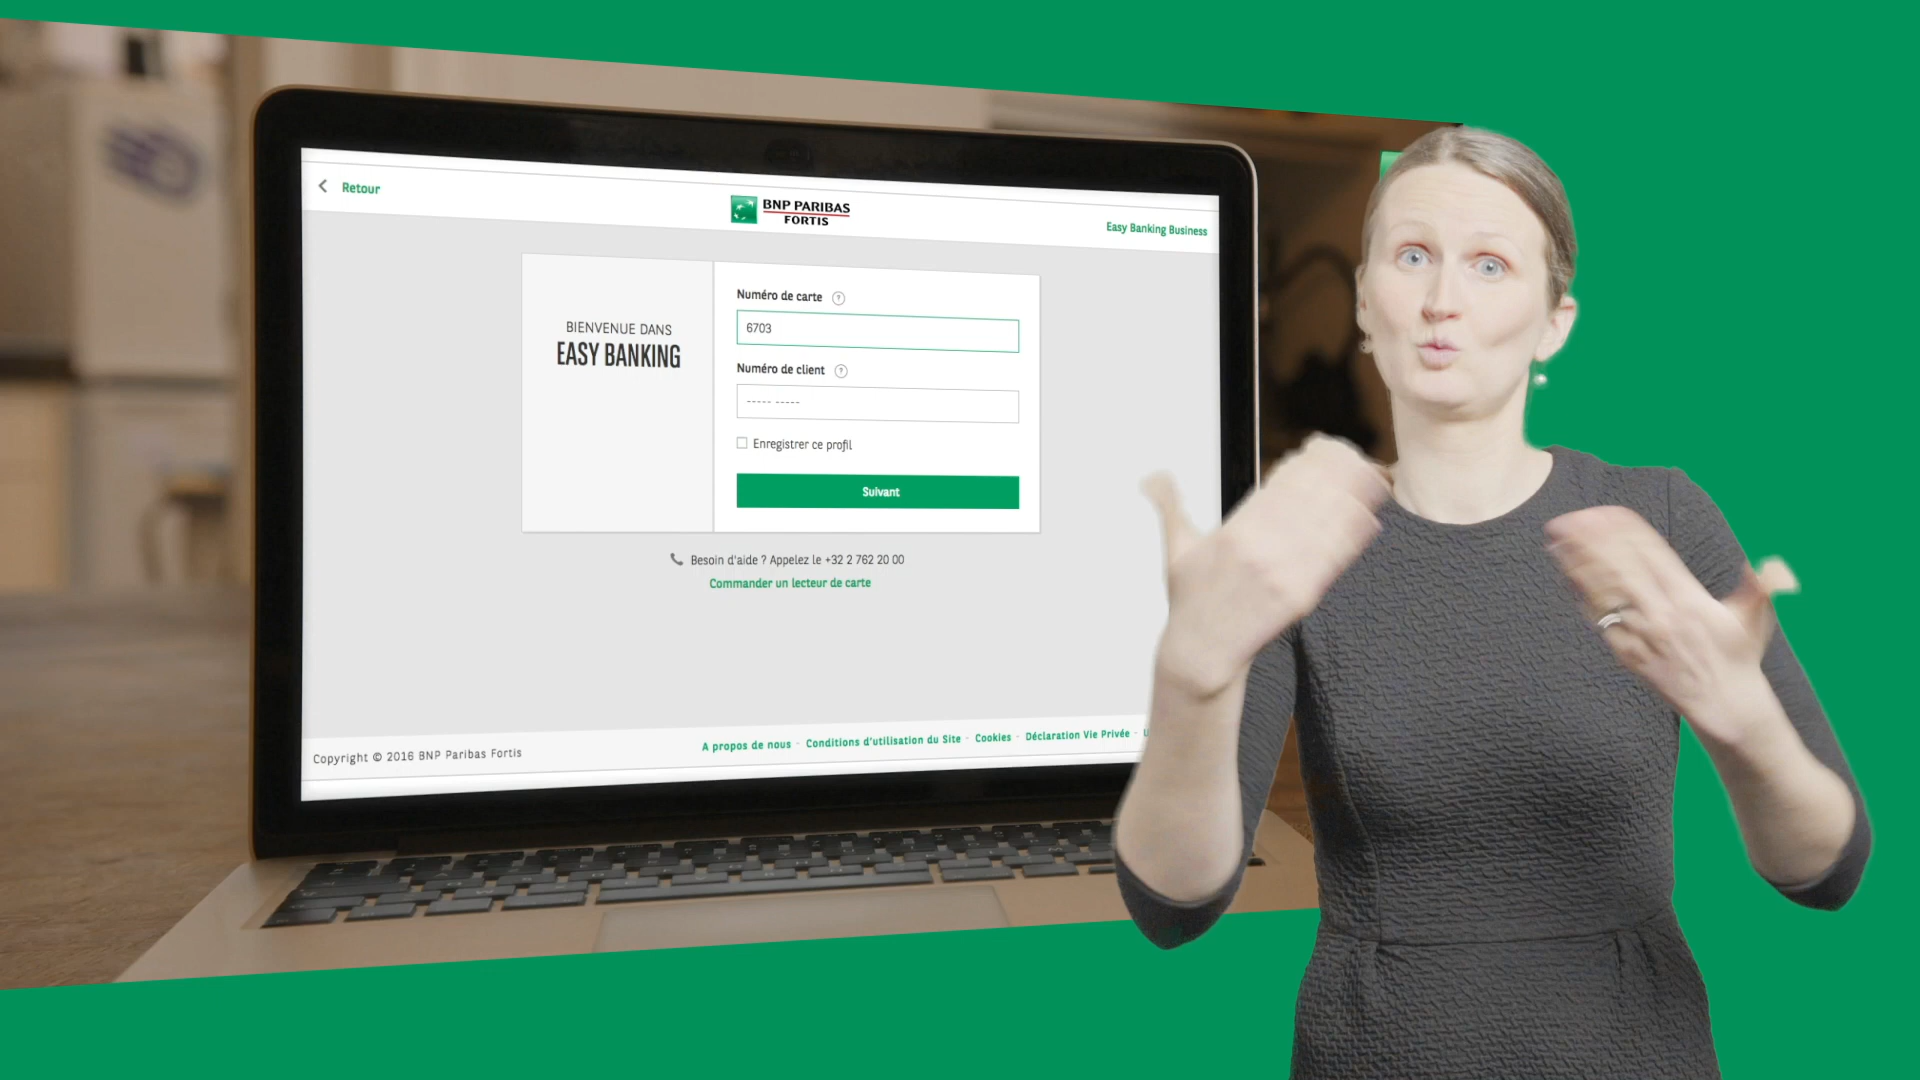 Retour
BNP PARIBAS
FORTIS
Easy Banking Business
BIENVENUE DANS
EASY BANKING
Numéro de carte ?
6703
Numéro de client ?
----- -----
Enregistrer ce profil
Suivant
Besoin d'aide ? Appelez le +32 2 762 20 00
Commander un lecteur de carte
Copyright © 2016 BNP Paribas Fortis
A propos de nous - Conditions d'utilisation du Site - Cookies - Déclaration Vie Privée -